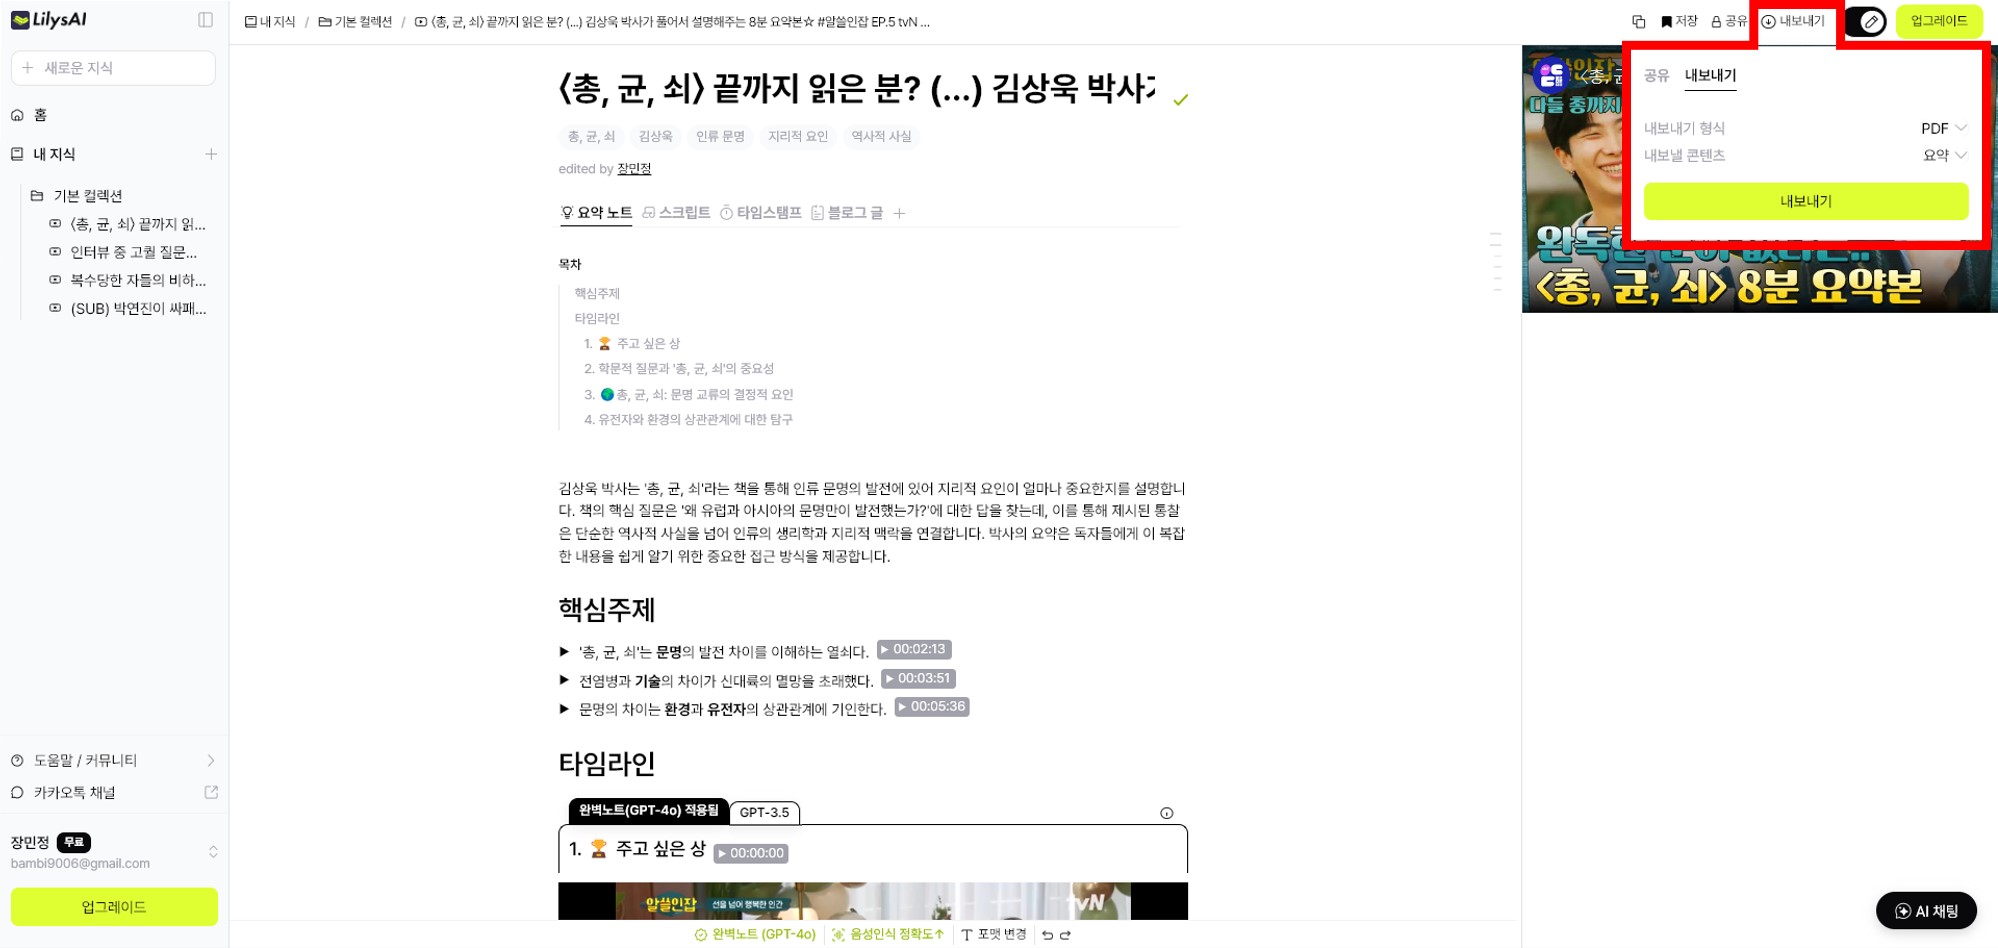 LilysAI
새로운 지식
홈
내 지식
기본 컬렉션
〈총, 균, 쇠〉 끝까지 읽...
인터뷰 중 고퀄 질문...
복수당한 자들의 비하...
(SUB) 박연진이 싸패...
도움말 / 커뮤니티
카카오톡 채널
장민정 무료
bambi9006@gmail.com
업그레이드
내 지식 / 기본 컬렉션 / 〈총, 균, 쇠〉 끝까지 읽은 분? (...) 김상욱 박사가 풀어서 설명해주는 8분 요약본☆ #알쓸인잡 EP.5 tvN ...
저장 공유 내보내기 업그레이드
〈총, 균, 쇠〉 끝까지 읽은 분? (...) 김상욱 박사가
총, 균, 쇠 김상욱 인류 문명 지리적 요인 역사적 사실
edited by 장민정
요약 노트 스크립트 타임스탬프 블로그 글
목차
핵심주제
타임라인
1. 🏆 주고 싶은 상
2. 학문적 질문과 '총, 균, 쇠'의 중요성
3. 🌍 총, 균, 쇠: 문명 교류의 결정적 요인
4. 유전자와 환경의 상관관계에 대한 탐구
김상욱 박사는 '총, 균, 쇠'라는 책을 통해 인류 문명의 발전에 있어 지리적 요인이 얼마나 중요한지를 설명합니
다. 책의 핵심 질문은 '왜 유럽과 아시아의 문명만이 발전했는가?'에 대한 답을 찾는데, 이를 통해 제시된 통찰
은 단순한 역사적 사실을 넘어 인류의 생리학과 지리적 맥락을 연결합니다. 박사의 요약은 독자들에게 이 복잡
한 내용을 쉽게 알기 위한 중요한 접근 방식을 제공합니다.
핵심주제
▶ '총, 균, 쇠'는 문명의 발전 차이를 이해하는 열쇠다. ▶ 00:02:13
▶ 전염병과 기술의 차이가 신대륙의 멸망을 초래했다. ▶ 00:03:51
▶ 문명의 차이는 환경과 유전자의 상관관계에 기인한다. ▶ 00:05:36
타임라인
완벽노트(GPT-4o) 적용됨 GPT-3.5
1. 🏆 주고 싶은 상 ▶ 00:00:00
알쓸인잡 선을 넘어 행복한 인간 tvN
완벽노트 (GPT-4o) 음성인식 정확도↑ 포맷 변경
공유 내보내기
내보내기 형식 PDF
내보낼 콘텐츠 요약
내보내기
〈총, 균
다들 총까지
〈총, 균, 쇠〉 8분 요약본
AI 채팅